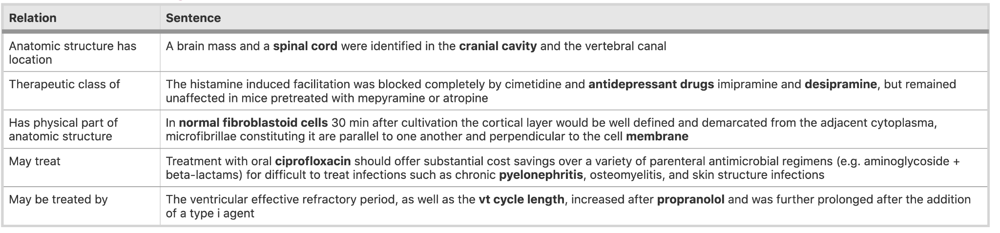 Relation Sentence
Anatomic structure has location A brain mass and a spinal cord were identified in the cranial cavity and the vertebral canal
Therapeutic class of The histamine induced facilitation was blocked completely by cimetidine and antidepressant drugs imipramine and desipramine, but remained
unaffected in mice pretreated with mepyramine or atropine
Has physical part of
anatomic structure
In normal fibroblastoid cells 30 min after cultivation the cortical layer would be well defined and demarcated from the adjacent cytoplasma,
microfibrillae constituting it are parallel to one another and perpendicular to the cell membrane
May treat
Treatment with oral ciprofloxacin should offer substantial cost savings over a variety of parenteral antimicrobial regimens (e.g. aminoglycoside +
beta-lactams) for difficult to treat infections such as chronic pyelonephritis, osteomyelitis, and skin structure infections
May be treated by
The ventricular effective refractory period, as well as the vt cycle length, increased after propranolol and was further prolonged after the addition
of a type i agent